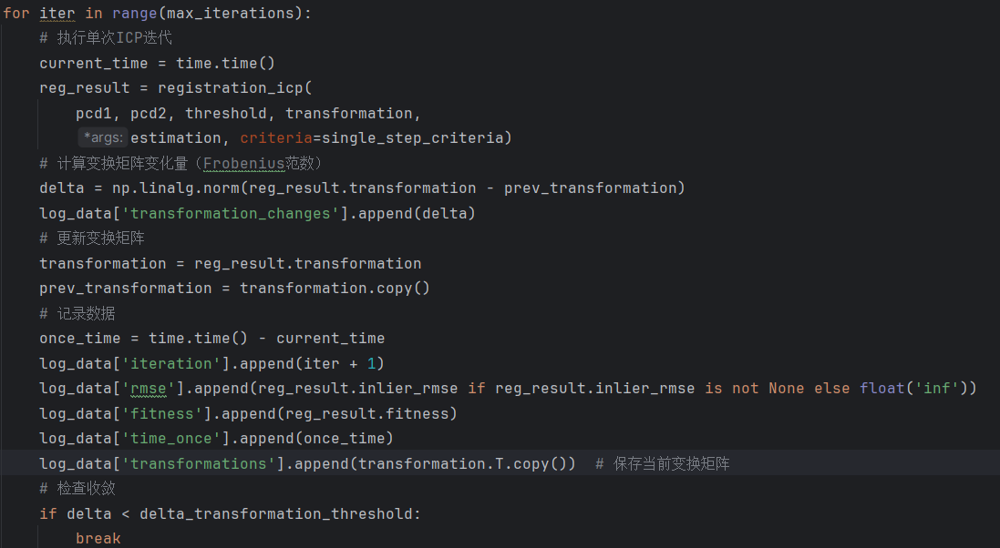 for iter in range(max_iterations):
# 执行单次ICP迭代
current_time = time.time()
reg_result = registration_icp(
pcd1, pcd2, threshold, transformation,
*args: estimation, criteria=single_step_criteria)
# 计算变换矩阵变化量（Frobenius范数）
delta = np.linalg.norm(reg_result.transformation - prev_transformation)
log_data['transformation_changes'].append(delta)
# 更新变换矩阵
transformation = reg_result.transformation
prev_transformation = transformation.copy()
# 记录数据
once_time = time.time() - current_time
log_data['iteration'].append(iter + 1)
log_data['rmse'].append(reg_result.inlier_rmse if reg_result.inlier_rmse is not None else float('inf'))
log_data['fitness'].append(reg_result.fitness)
log_data['time_once'].append(once_time)
log_data['transformations'].append(transformation.T.copy())  # 保存当前变换矩阵
# 检查收敛
if delta < delta_transformation_threshold:
break